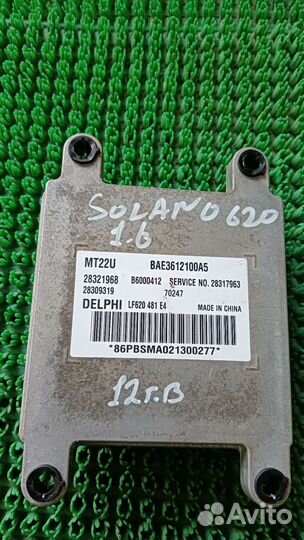 SOLANO 620
1.6
MT22U BAE3612100A5
28321968 B6000412 SERVICE NO. 28317963
28309319 70247
DELPHI LF620 481 E4 MADE IN CHINA
*86PBSMA021300277*
12г.в
Avito